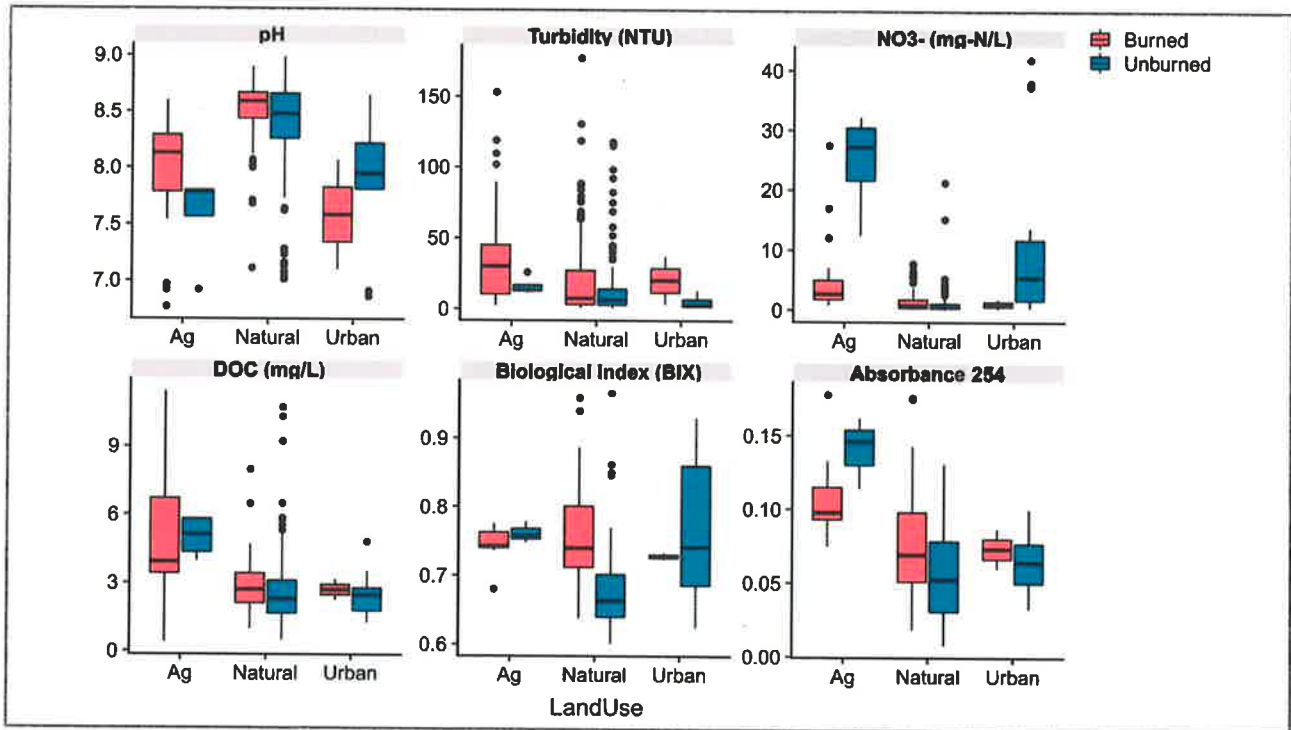 pH
Turbidity (NTU)
NO3- (mg-N/L)
Burned
Unburned
9.0
8.5
8.0
7.5
7.0
150
100
50
0
40
30
20
10
0
Ag Natural Urban
Ag Natural Urban
Ag Natural Urban
DOC (mg/L)
Biological Index (BIX)
Absorbance 254
9
6
3
0
0.9
0.8
0.7
0.6
0.15
0.10
0.05
0.00
Ag Natural Urban
Ag Natural Urban
Ag Natural Urban
LandUse